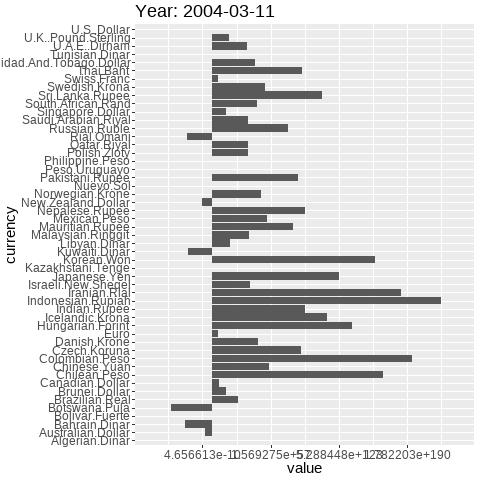 Year: 2004-03-11
U.S..Dollar
U.K..Pound.Sterling
U.A.E..Dirham
Tunisian.Dinar
idad.And.Tobago.Dollar
Thai.Baht
Swiss.Franc
Swedish.Krona
Sri.Lanka.Rupee
South.African.Rand
Singapore.Dollar
Saudi.Arabian.Riyal
Russian.Ruble
Rial.Omani
Qatar.Riyal
Polish.Zloty
Philippine.Peso
Peso.Uruguayo
Pakistani.Rupee
Nuevo.Sol
Norwegian.Krone
New.Zealand.Dollar
Nepalese.Rupee
Mexican.Peso
Mauritian.Rupee
Malaysian.Ringgit
Libyan.Dinar
Kuwaiti.Dinar
Korean.Won
Kazakhstani.Tenge
Japanese.Yen
Israeli.New.Sheqel
Iranian.Rial
Indonesian.Rupiah
Indian.Rupee
Icelandic.Krona
Hungarian.Forint
Euro
Danish.Krone
Czech.Koruna
Colombian.Peso
Chinese.Yuan
Chilean.Peso
Canadian.Dollar
Brunei.Dollar
Brazilian.Real
Botswana.Pula
Bolivar.Fuerte
Bahrain.Dinar
Australian.Dollar
Algerian.Dinar
currency
value